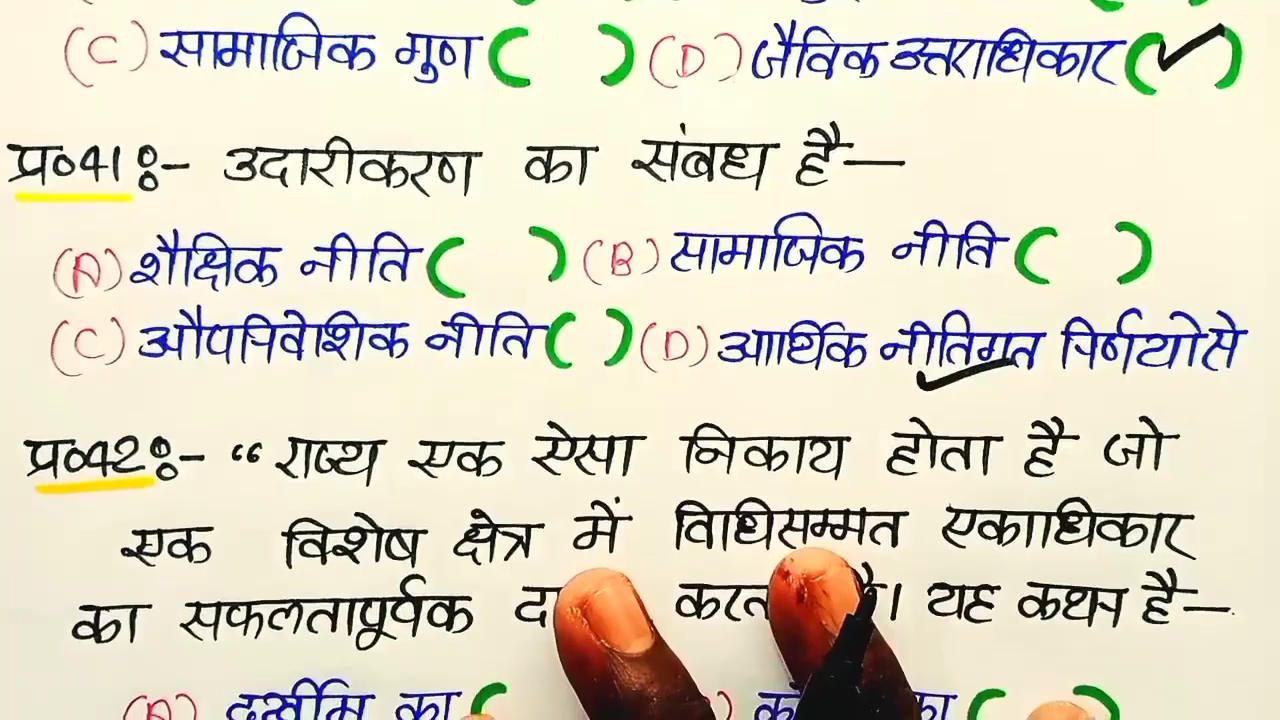 (C) सामाजिक गुण ( ) (D) जैविक उत्तराधिकार (✓)
प्र०41:- उदारीकरण का संबध है—
(A) शैक्षिक नीति ( ) (B) सामाजिक नीति ( )
(C) औपनिवेशिक नीति ( ) (D) आर्थिक नीतिगत निर्णयो से
प्र०42:- “राज्य एक ऐसा निकाय होता है जो
एक विशेष क्षेत्र में विधिसम्मत एकाधिकार
का सफलतापूर्वक करत है। यह कथन है—
(A) दुर्खीम का (